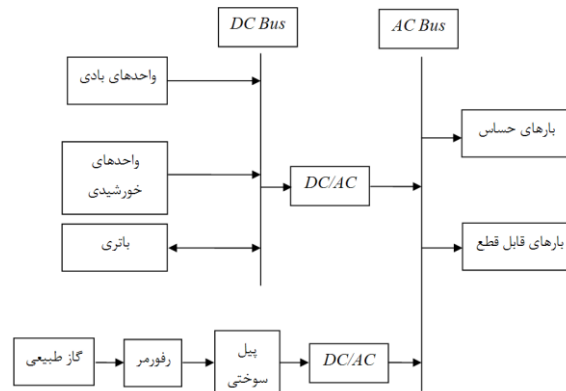 DC Bus
AC Bus
واحدهای بادی
بارهای حساس
واحدهای
خورشیدی
DC/AC
باتری
بارهای قابل قطع
گاز طبیعی
رفورمر
پیل
سوختی
DC/AC